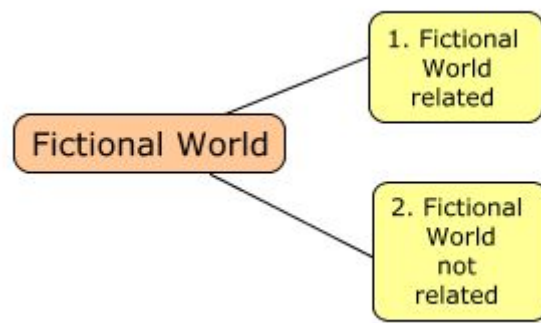 Fictional World
1. Fictional
World
related
2. Fictional
World
not
related